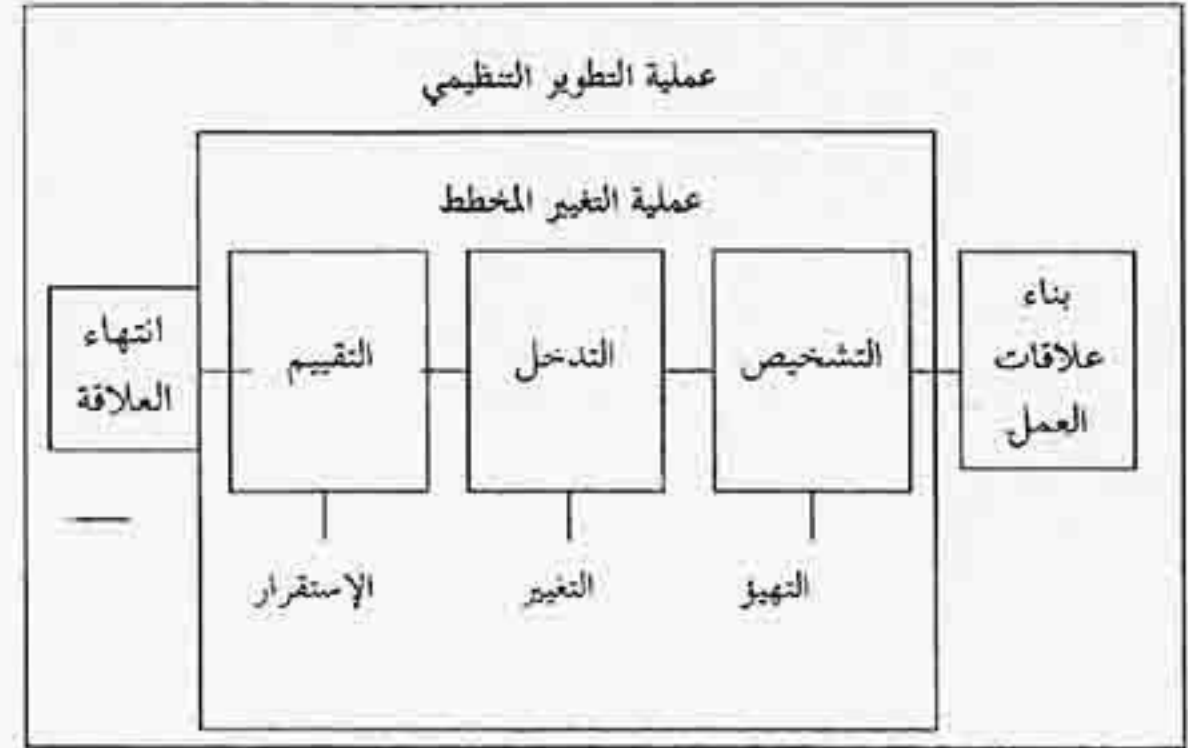 عملية التطوير التنظيمي
عملية التغيير المخطط
بناء
علاقات
العمل
التشخيص
التدخل
التقييم
انتهاء
العلاقة
التهيؤ
التغيير
الإستقرار